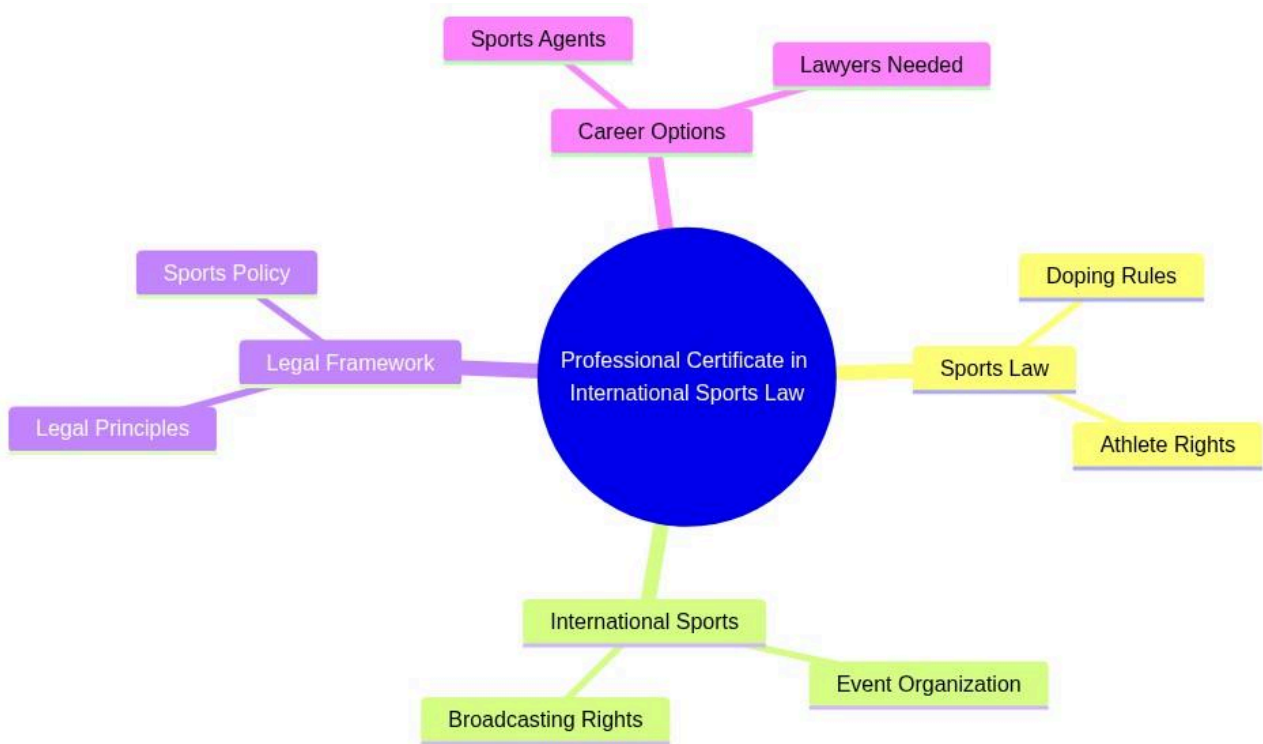 Sports Agents
Lawyers Needed
Career Options
Sports Policy
Doping Rules
Legal Framework
Professional Certificate in
International Sports Law
Sports Law
Legal Principles
Athlete Rights
International Sports
Event Organization
Broadcasting Rights